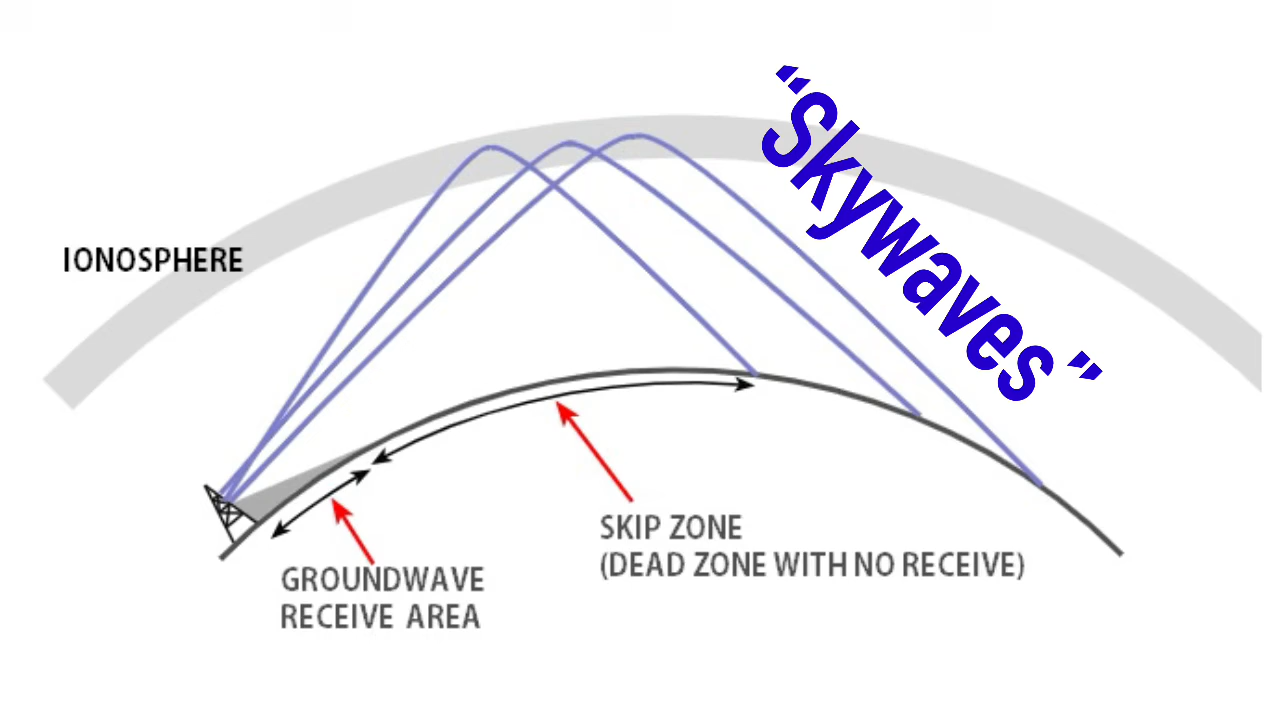 “Skywaves”
IONOSPHERE
SKIP ZONE
(DEAD ZONE WITH NO RECEIVE)
GROUNDWAVE
RECEIVE AREA